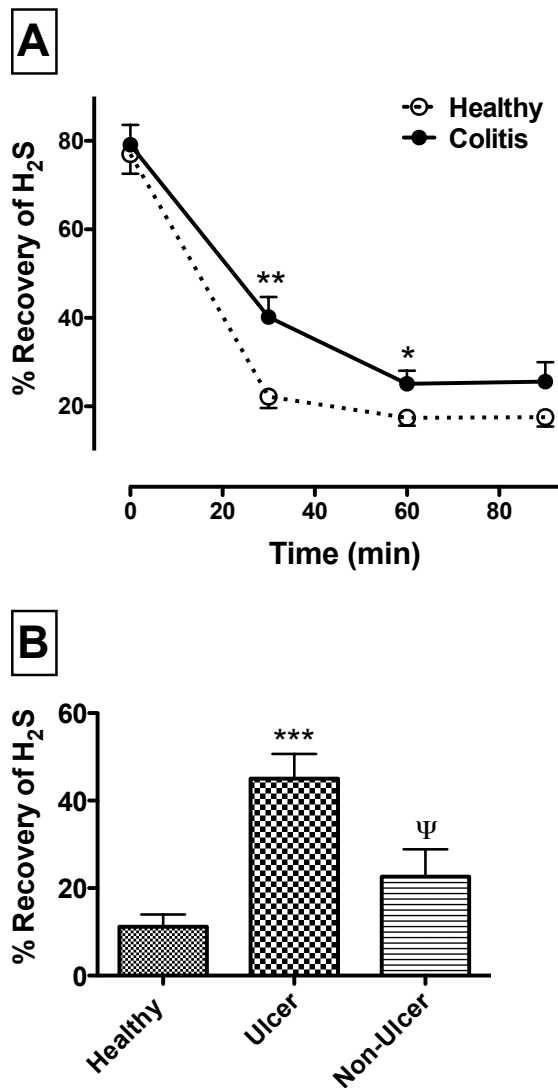 A
Healthy
Colitis
% Recovery of H₂S
80
60
40
20
**
*
0 20 40 60 80
Time (min)
B
% Recovery of H₂S
60
40
20
0
***
Ψ
Healthy
Ulcer
Non-Ulcer